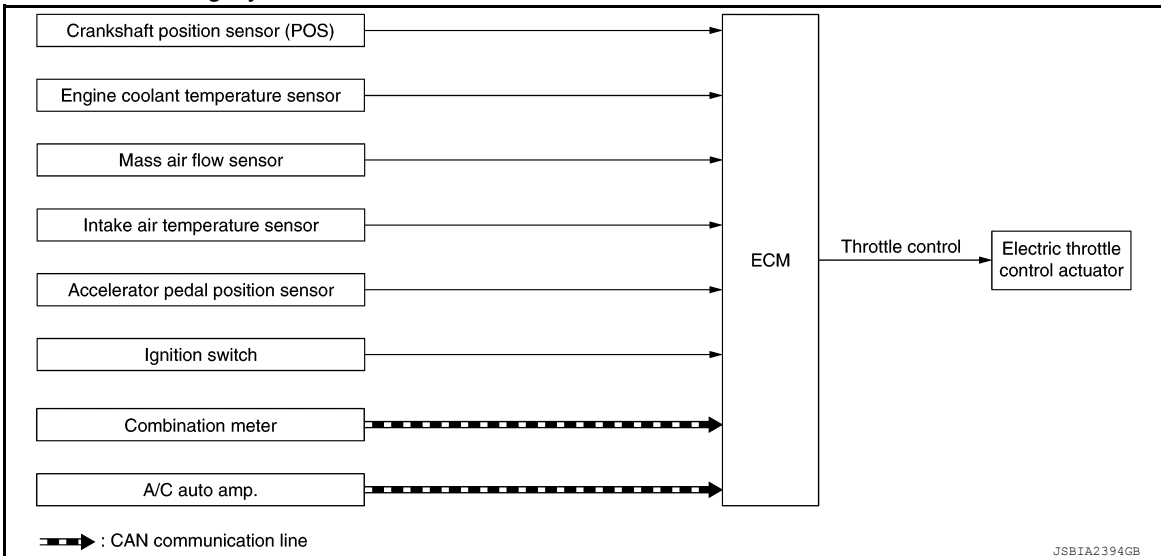 Crankshaft position sensor (POS)
Engine coolant temperature sensor
Mass air flow sensor
Intake air temperature sensor
Accelerator pedal position sensor
Ignition switch
Combination meter
A/C auto amp.
ECM
Throttle control
Electric throttle
control actuator
: CAN communication line
JSBIA2394GB